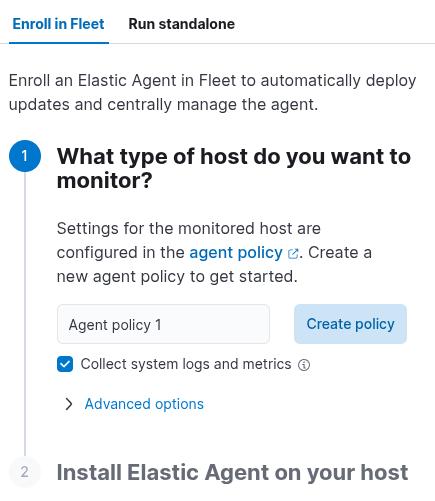 Enroll in Fleet Run standalone
Enroll an Elastic Agent in Fleet to automatically deploy
updates and centrally manage the agent.
1 What type of host do you want to
monitor?
Settings for the monitored host are
configured in the agent policy. Create a
new agent policy to get started.
Agent policy 1 Create policy
Collect system logs and metrics
Advanced options
2 Install Elastic Agent on your host